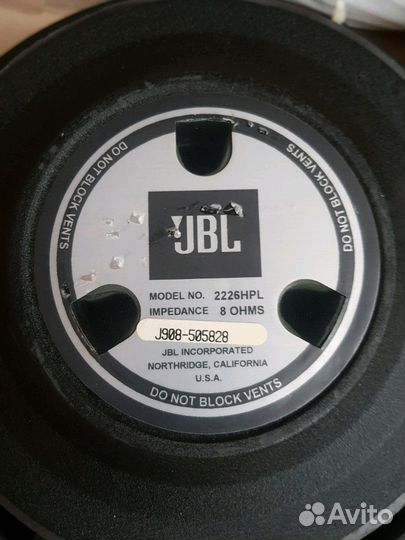 DO NOT BLOCK VENTS
DO NOT BLOCK VENTS
JBL
MODEL NO. 2226HPL
IMPEDANCE 8 OHMS
J908-505828
JBL INCORPORATED
NORTHRIDGE, CALIFORNIA
U.S.A.
DO NOT BLOCK VENTS
Avito